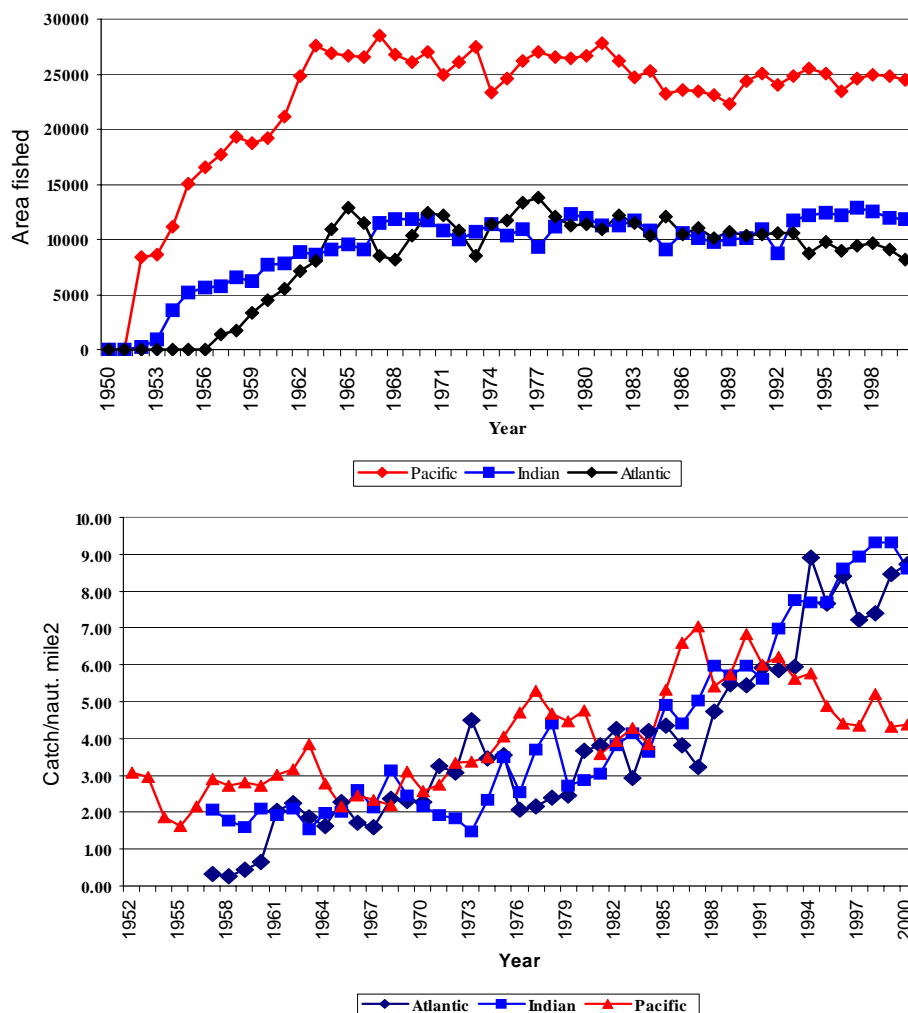 30000
25000
20000
15000
10000
5000
0
Area fished
1950 1953 1956 1959 1962 1965 1968 1971 1974 1977 1980 1983 1986 1989 1992 1995 1998
Year
Pacific Indian Atlantic
10.00
9.00
8.00
7.00
6.00
5.00
4.00
3.00
2.00
1.00
0.00
Catch/naut. mile2
1952 1955 1958 1961 1964 1967 1970 1973 1976 1979 1982 1985 1988 1991 1994 1997 2000
Year
Atlantic Indian Pacific